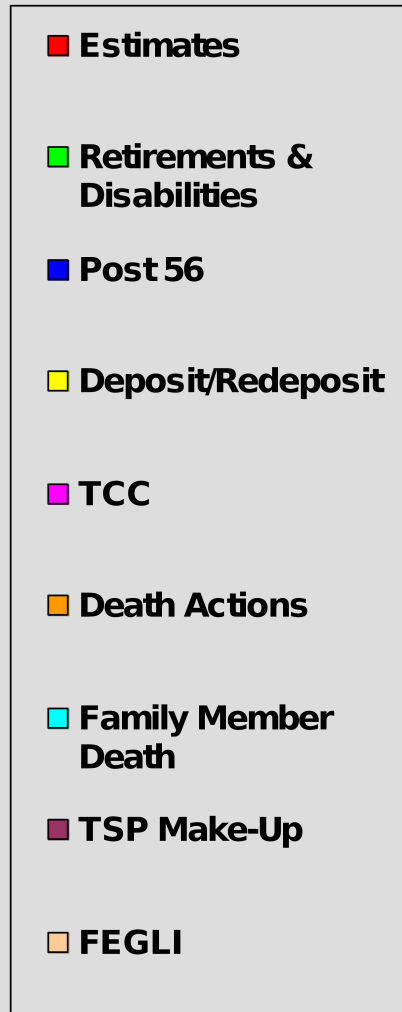 Estimates
Retirements &
Disabilities
Post 56
Deposit/Redeposit
TCC
Death Actions
Family Member
Death
TSP Make-Up
FEGLI